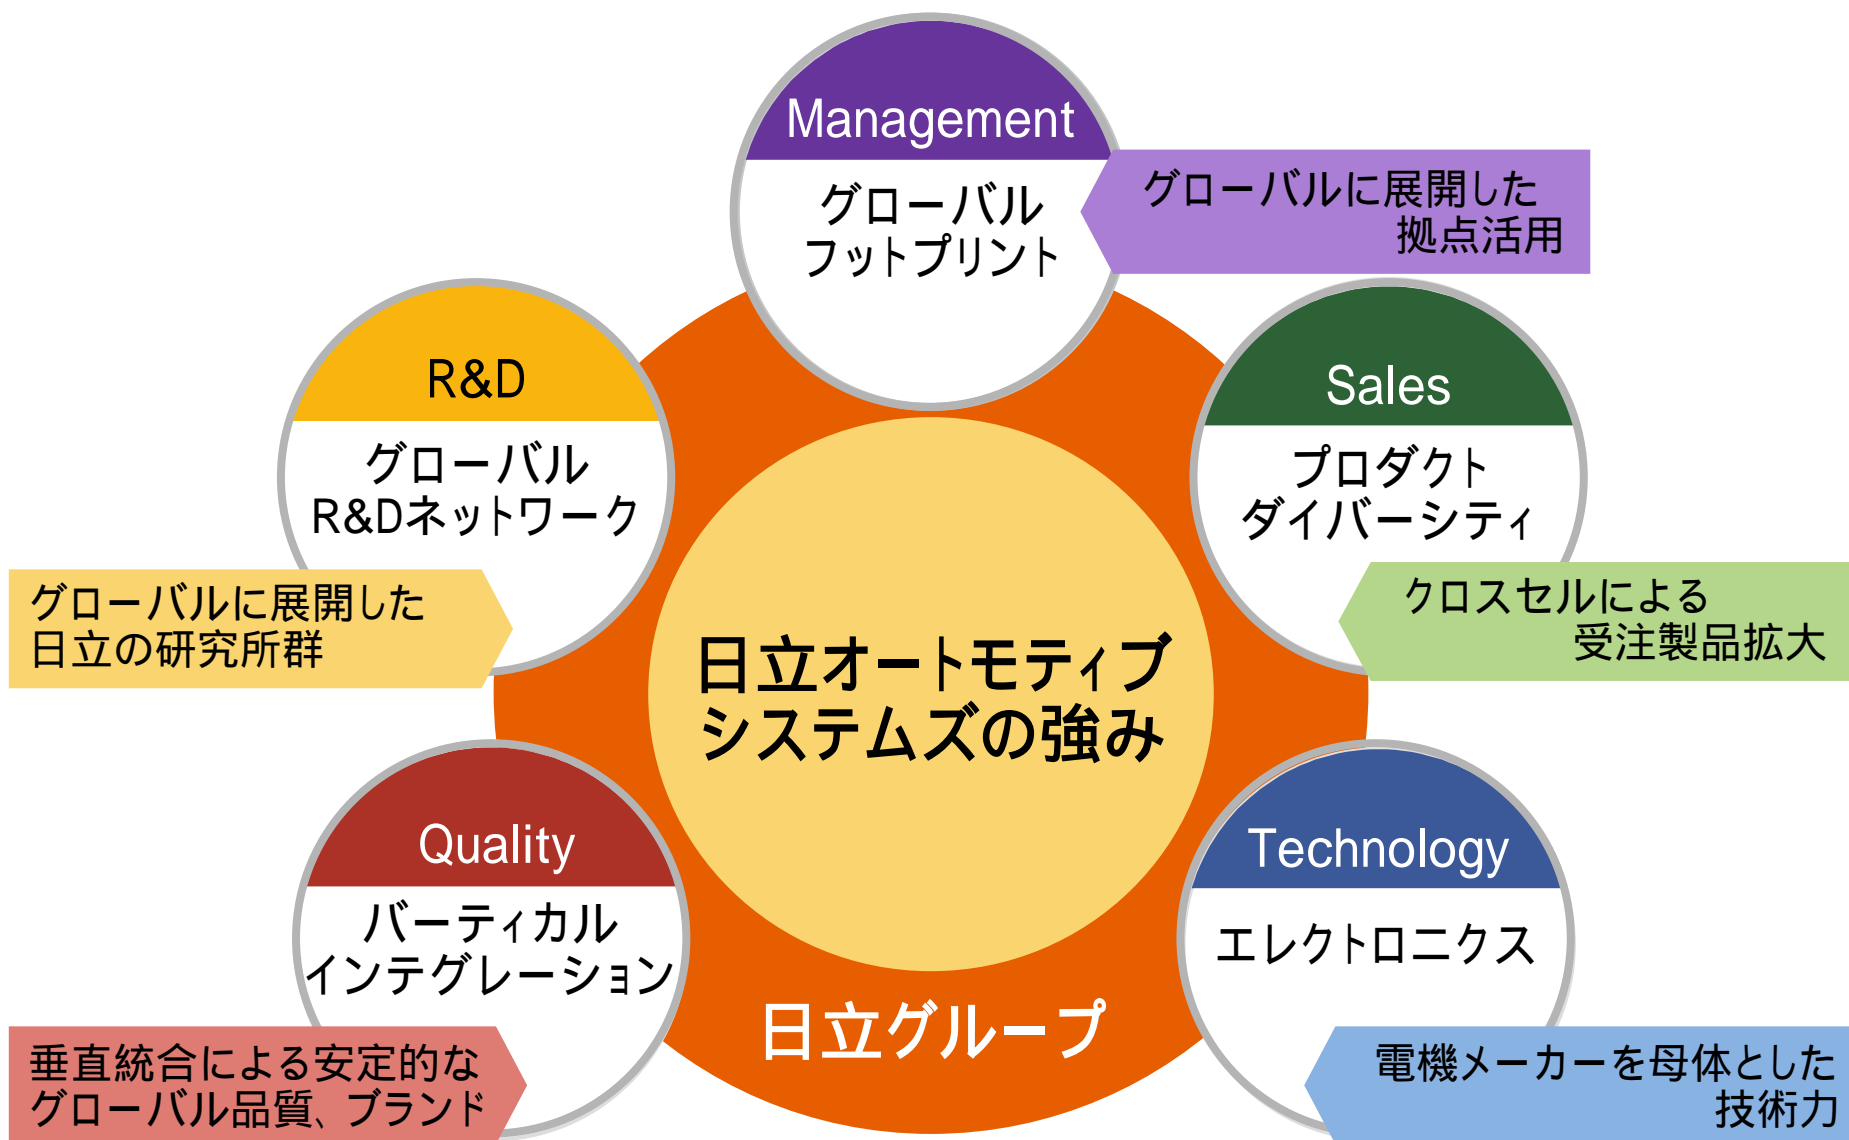 Management
グローバル
フットプリント
グローバルに展開した
拠点活用
R&D
グローバル
R&Dネットワーク
グローバルに展開した
日立の研究所群
Sales
プロダクト
ダイバーシティ
クロスセルによる
受注製品拡大
日立オートモティブ
システムズの強み
Quality
バーティカル
インテグレーション
垂直統合による安定的な
グローバル品質、ブランド
Technology
エレクトロニクス
電機メーカーを母体とした
技術力
日立グループ